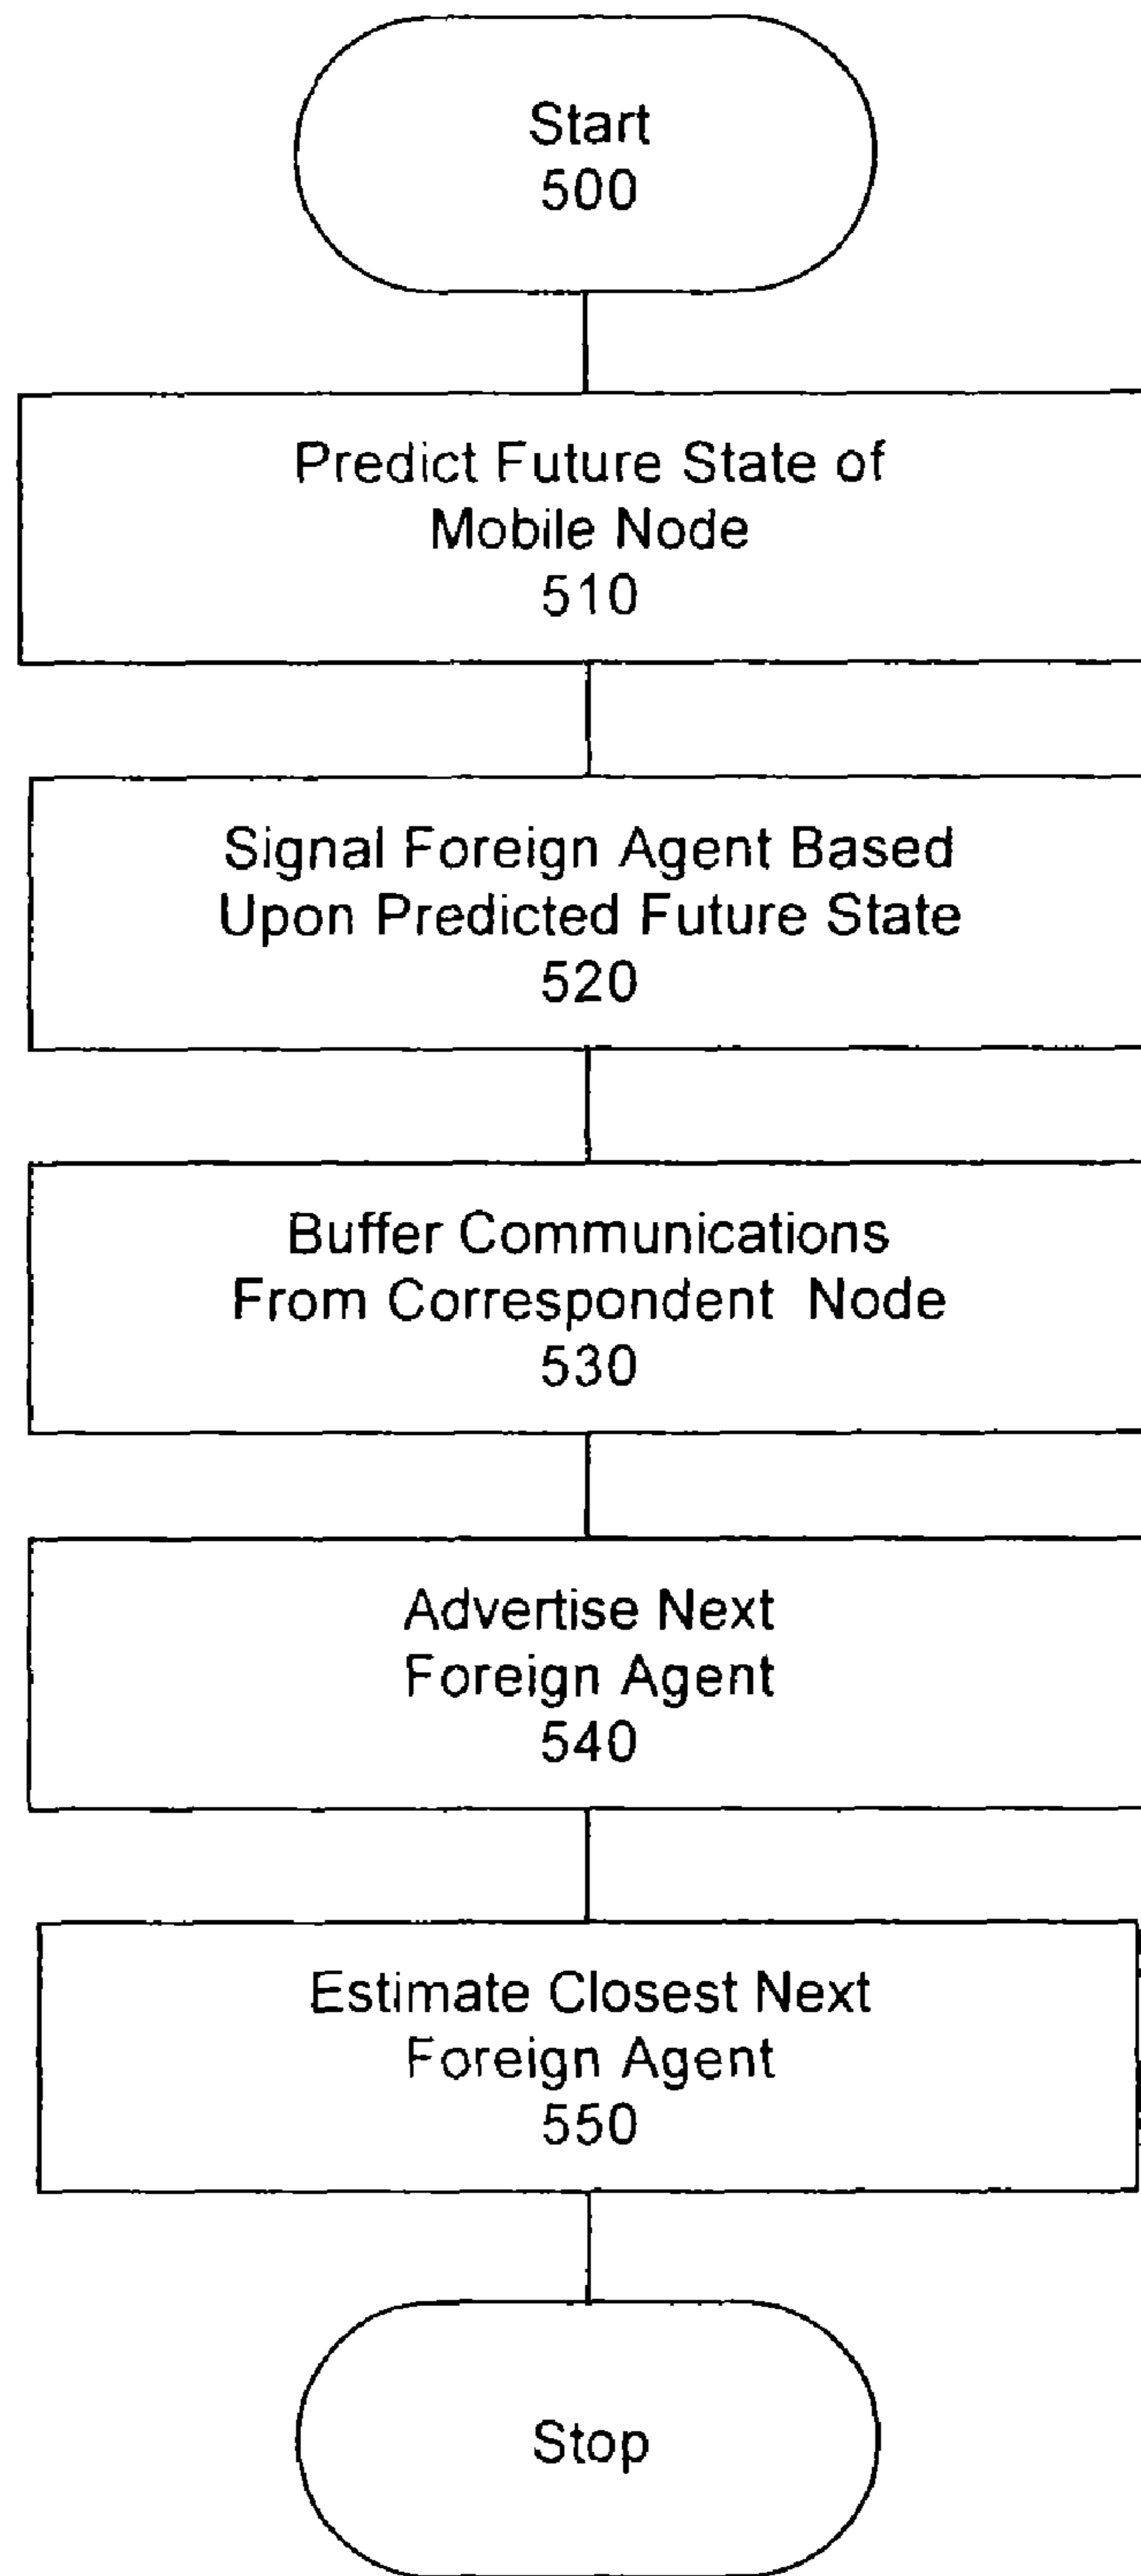 Start
500
Predict Future State of
Mobile Node
510
Signal Foreign Agent Based
Upon Predicted Future State
520
Buffer Communications
From Correspondent Node
530
Advertise Next
Foreign Agent
540
Estimate Closest Next
Foreign Agent
550
Stop